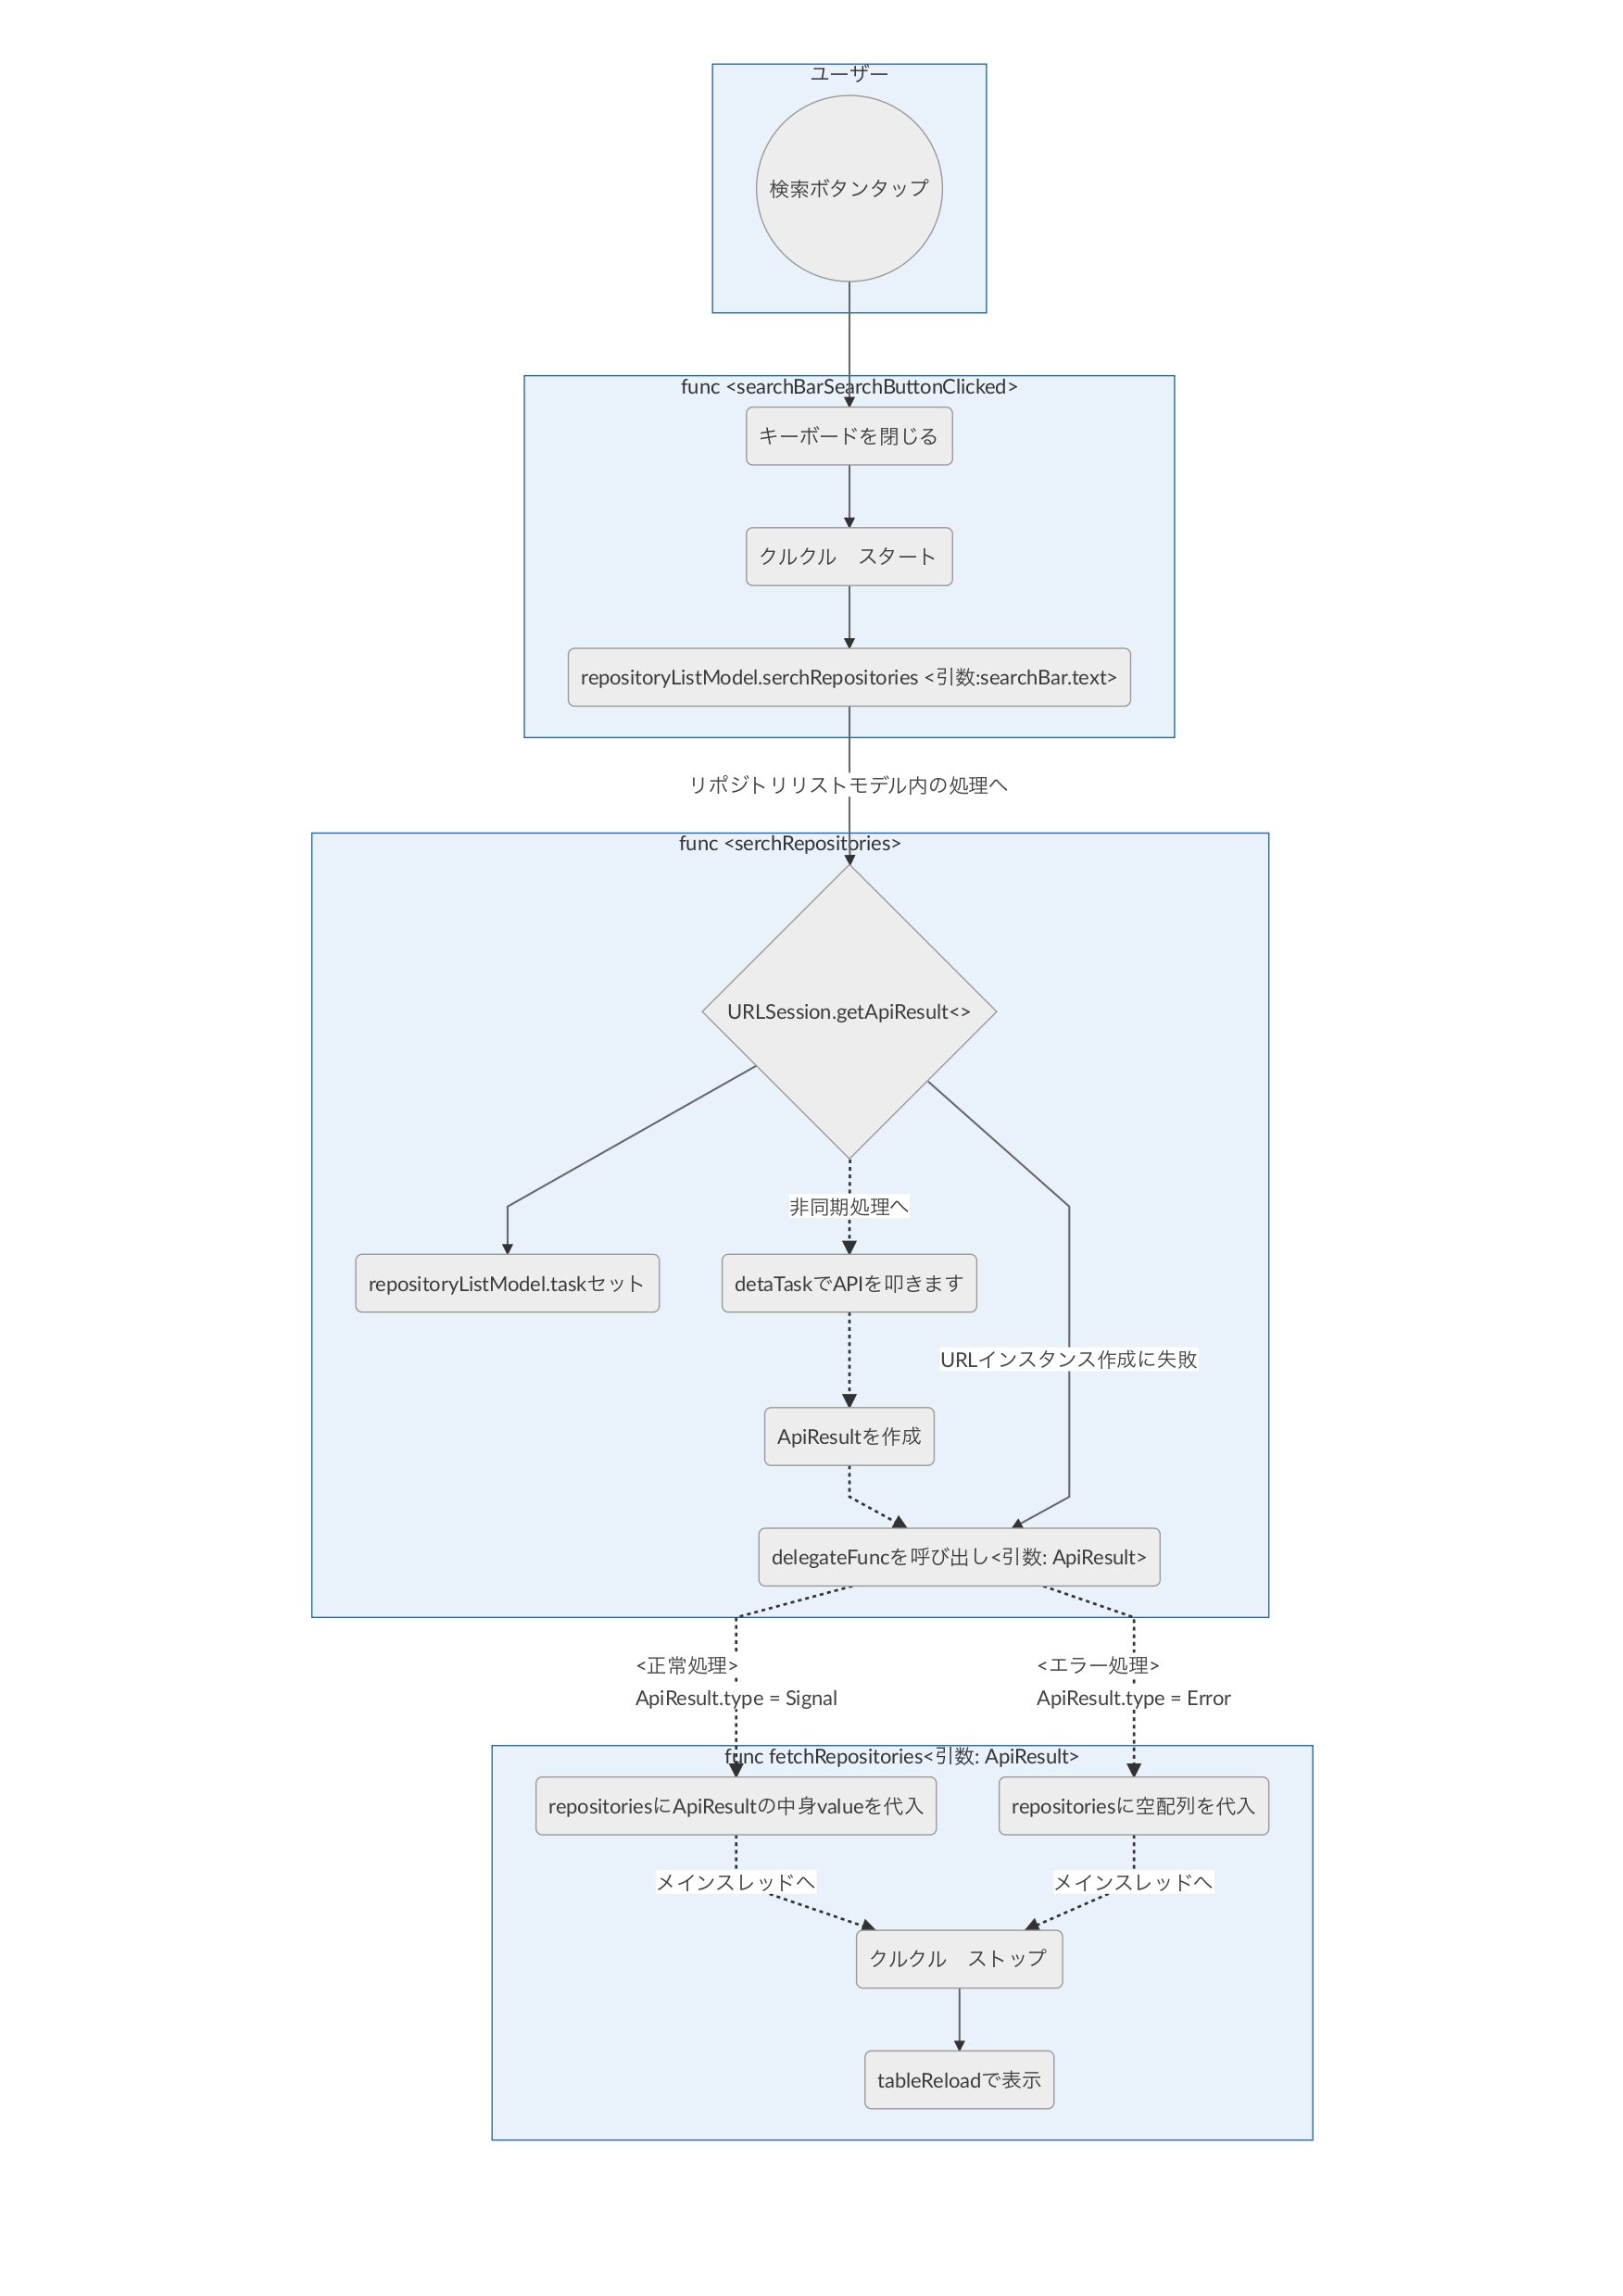 ユーザー
検索ボタンタップ
func <searchBarSearchButtonClicked>
キーボードを閉じる
クルクル　スタート
repositoryListModel.serchRepositories <引数:searchBar.text>
リポジトリリストモデル内の処理へ
func <serchRepositories>
URLSession.getApiResult<>
非同期処理へ
repositoryListModel.taskセット
detaTaskでAPIを叩きます
URLインスタンス作成に失敗
ApiResultを作成
delegateFuncを呼び出し<引数: ApiResult>
<正常処理>
ApiResult.type = Signal
<エラー処理>
ApiResult.type = Error
func fetchRepositories<引数: ApiResult>
repositoriesにApiResultの中身valueを代入
repositoriesに空配列を代入
メインスレッドへ
メインスレッドへ
クルクル　ストップ
tableReloadで表示